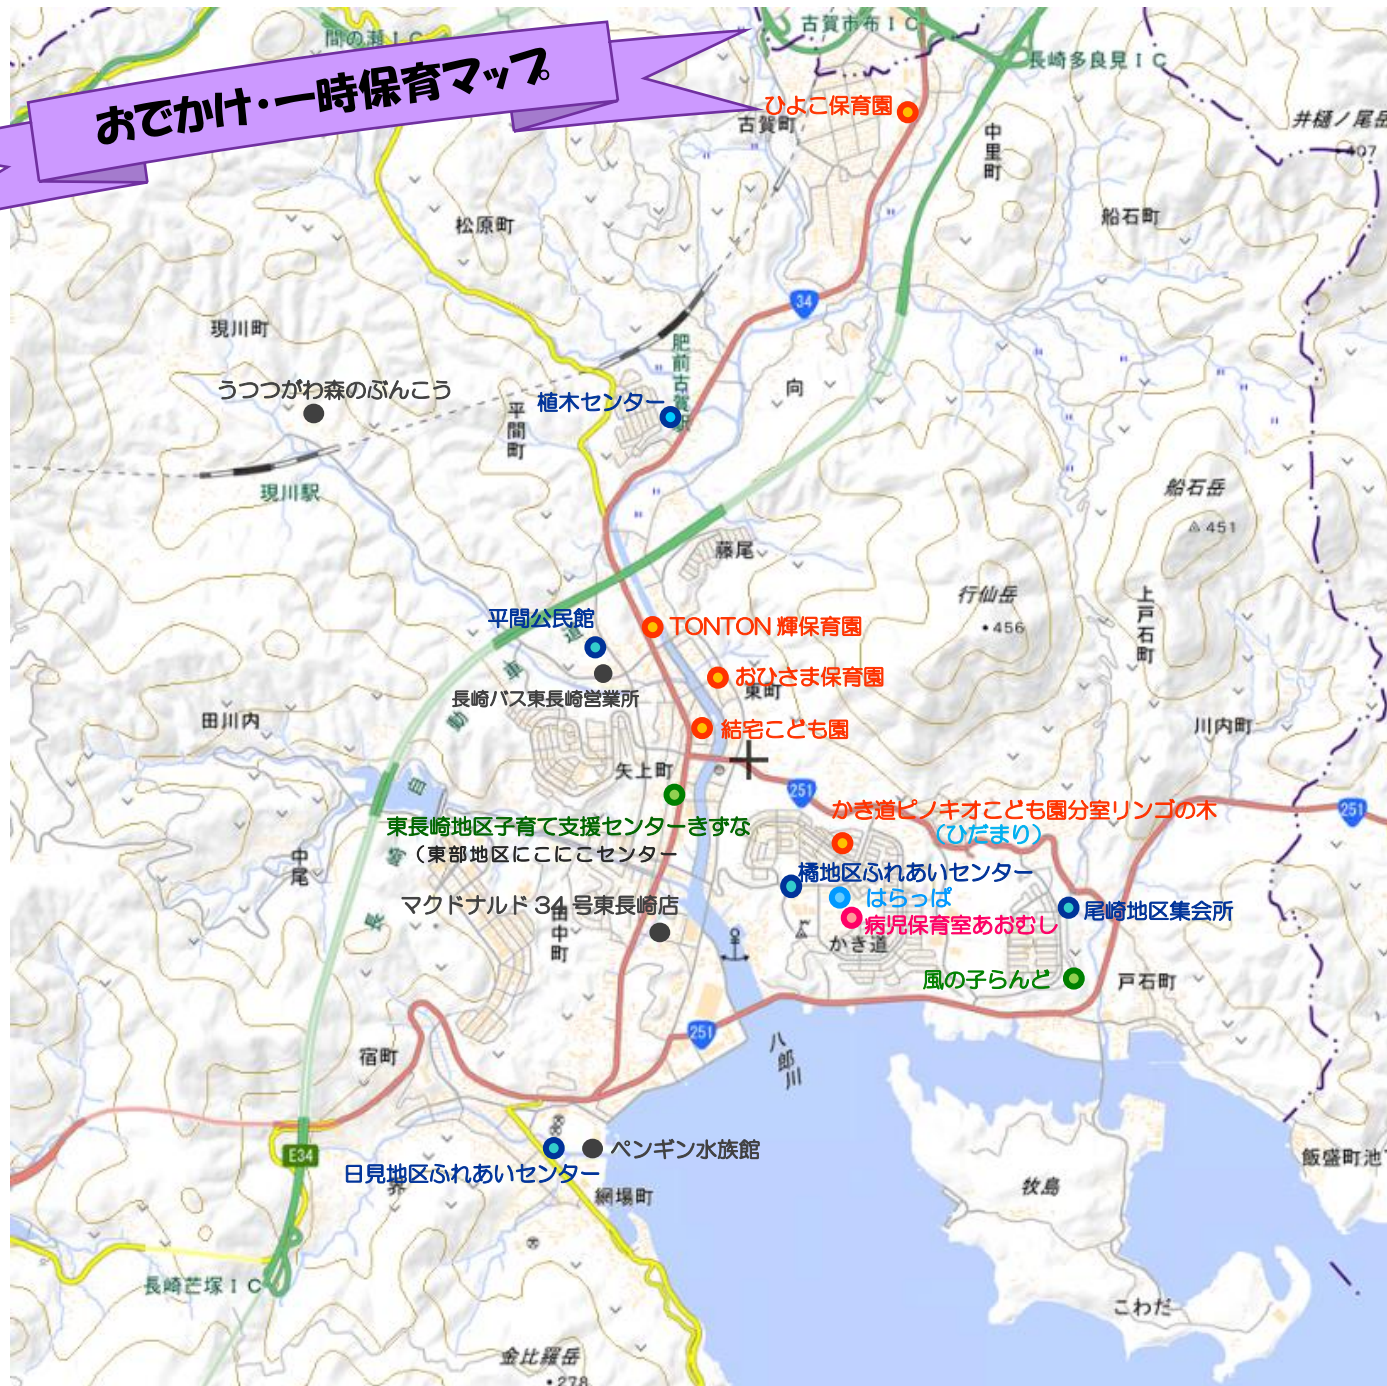 間の瀬IC
古賀市布IC
長崎多良見IC
おでかけ・一時保育マップ
ひよこ保育園
古賀町
井樋ノ尾岳
407
中里町
船石町
松原町
34
現川町
肥前古賀駅
うつつがわ森のぶんこう
植木センター
向
平間町
現川駅
船石岳
451
藤尾
行仙岳
456
上戸石町
平間公民館
TONTON 輝保育園
おひさま保育園
東町
長崎バス東長崎営業所
長崎自動車道
田川内
結宅こども園
川内町
矢上町
251
251
かき道ピノキオこども園分室リンゴの木
(ひだまり)
東長崎地区子育て支援センターきずな
(東部地区にこにこセンター
中尾
橘地区ふれあいセンター
はらっぱ
マクドナルド 34 号東長崎店
病児保育室あおむし
尾崎地区集会所
田中町
かき道
風の子らんど
戸石町
251
八郎川
宿町
E34
ペンギン水族館
日見地区ふれあいセンター
界
網場町
牧島
飯盛町池下
長崎芒塚IC
こわだ
金比羅岳
278